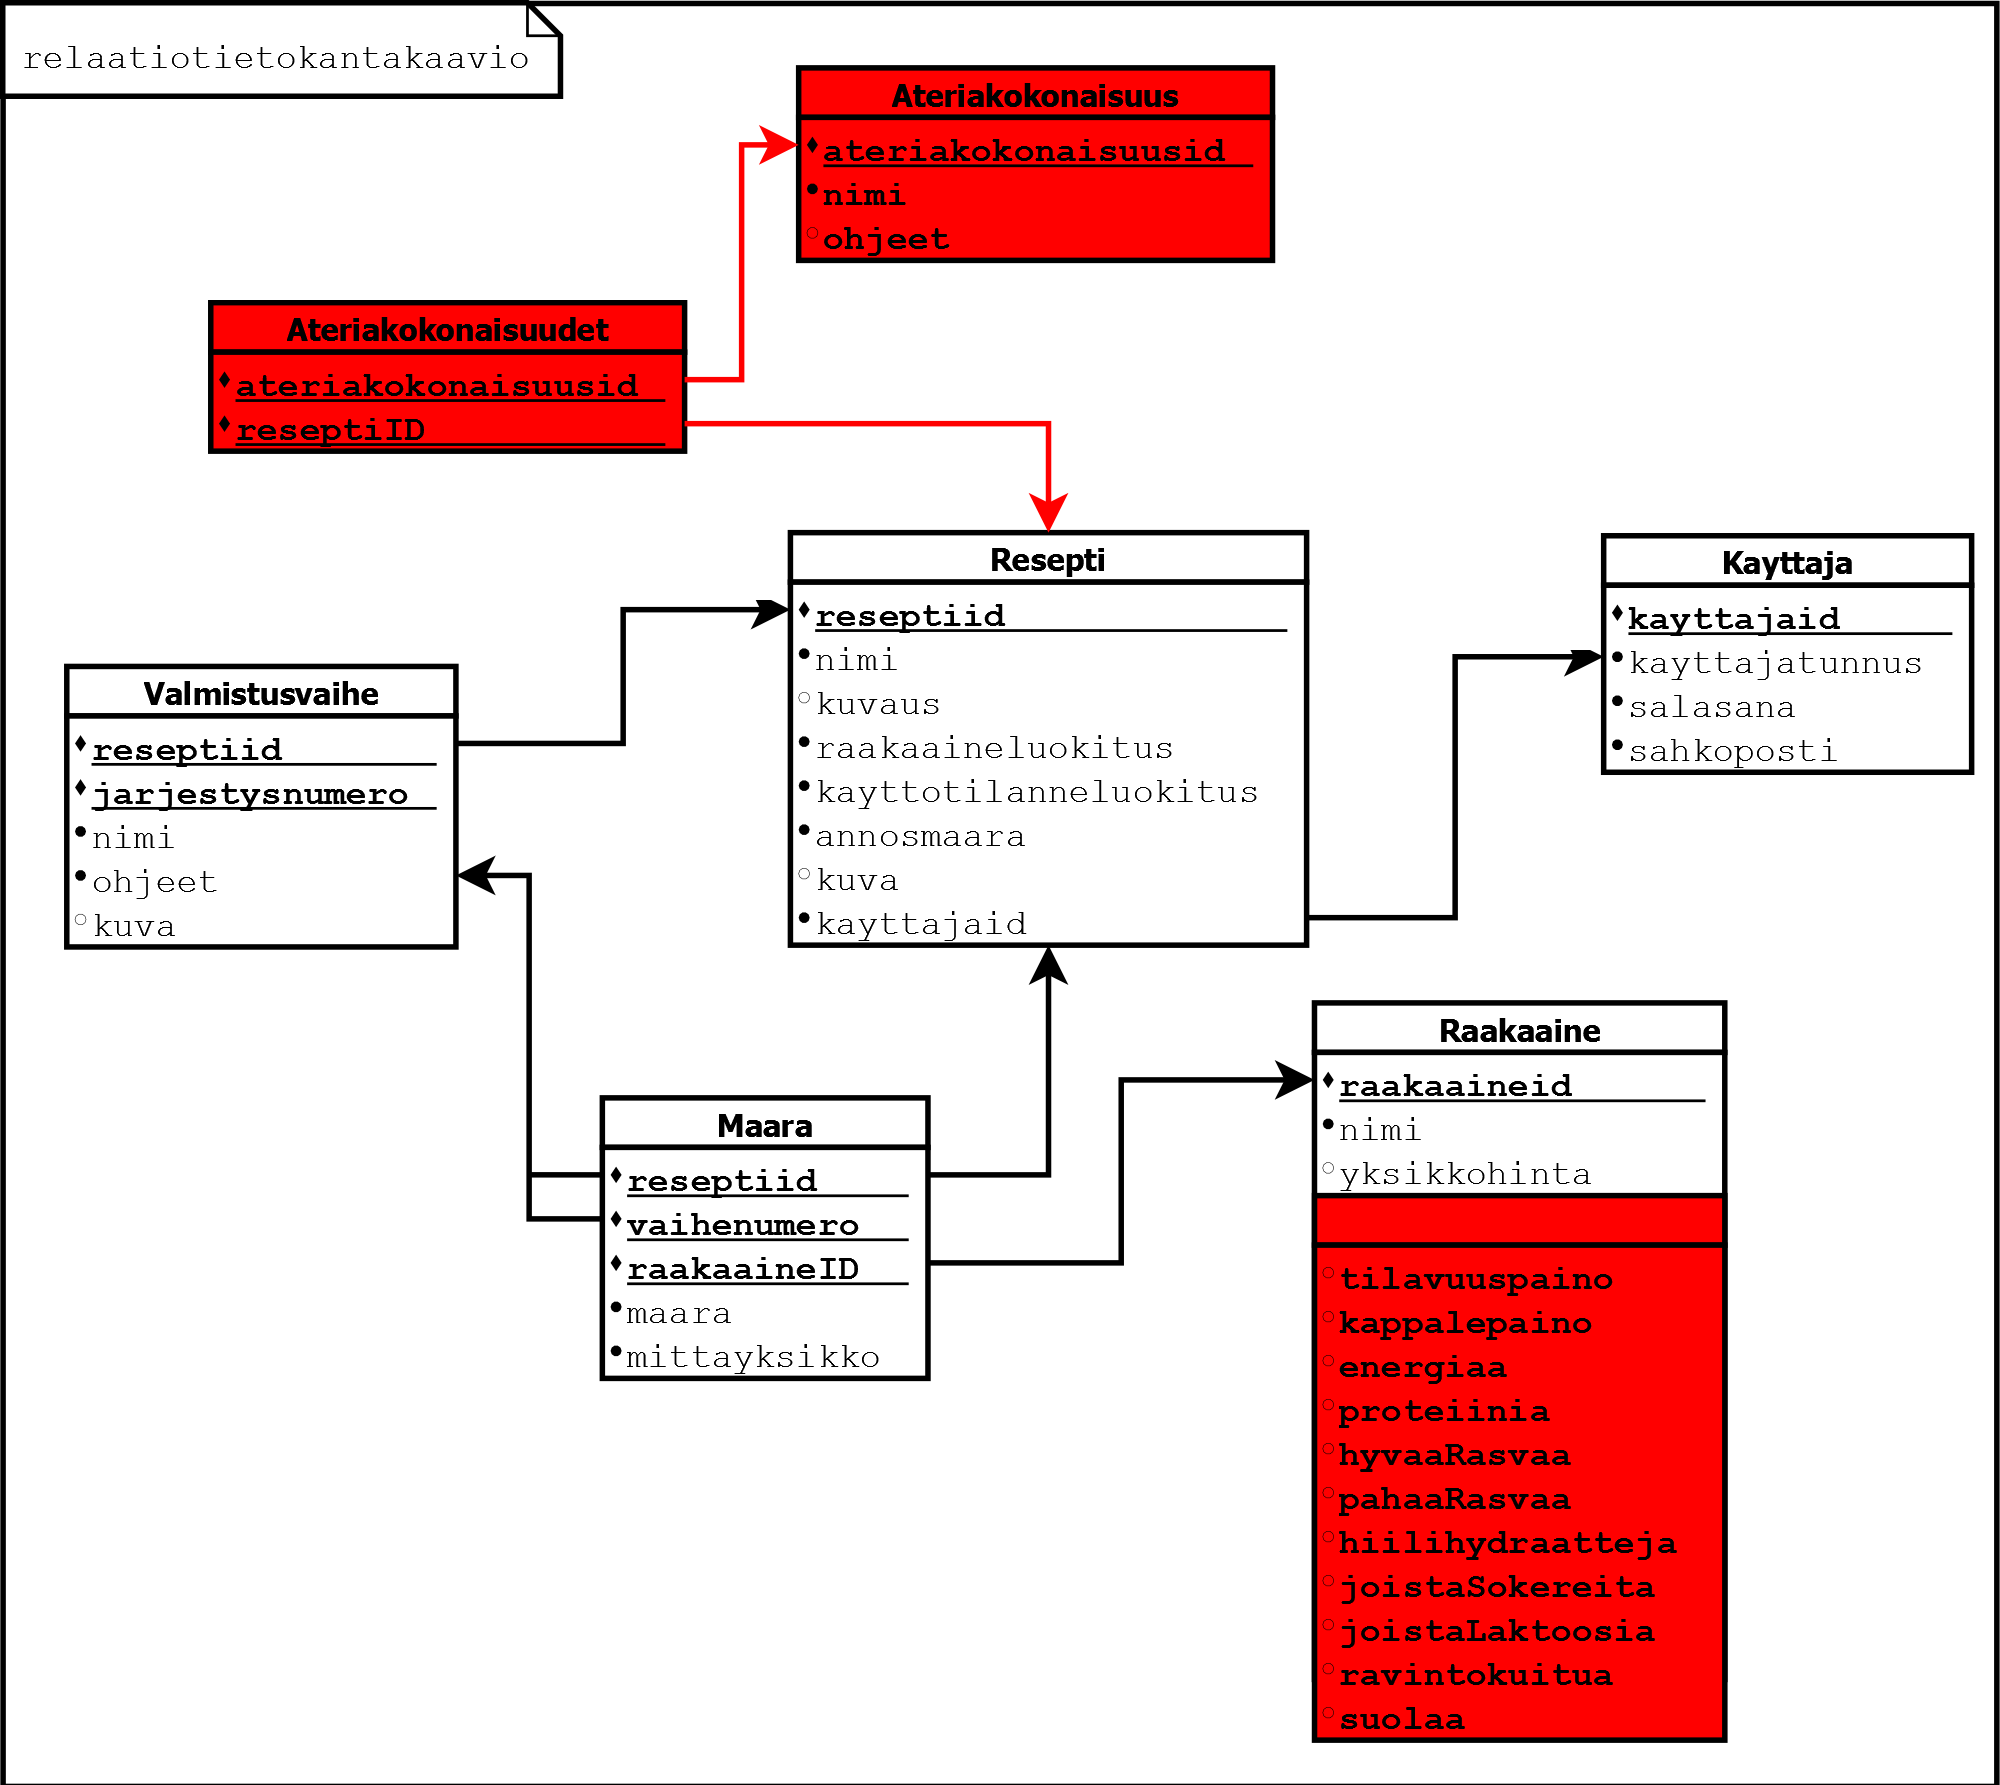 relaatiotietokantakaavio
Ateriakokonaisuus
ateriakokonaisuusid
nimi
ohjeet
Ateriakokonaisuudet
ateriakokonaisuusid
reseptiID
Resepti
reseptiid
nimi
kuvaus
raakaaineluokitus
kayttotilanneluokitus
annosmaara
kuva
kayttajaid
Kayttaja
kayttajaid
kayttajatunnus
salasana
sahkoposti
Valmistusvaihe
reseptiid
jarjestysnumero
nimi
ohjeet
kuva
Maara
reseptiid
vaihenumero
raakaaineID
maara
mittayksikko
Raakaaine
raakaaineid
nimi
yksikkohinta
tilavuuspaino
kappalepaino
energiaa
proteiinia
hyvaaRasvaa
pahaaRasvaa
hiilihydraatteja
joistaSokereita
joistaLaktoosia
ravintokuitua
suolaa